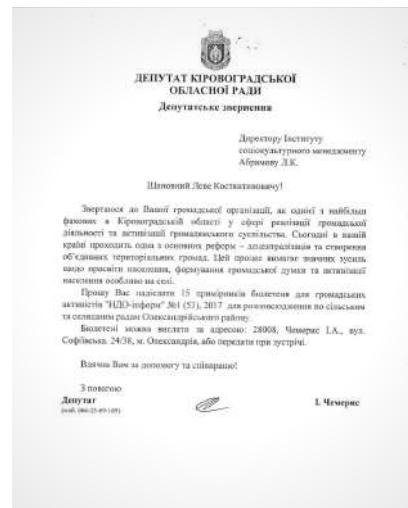 ДЕПУТАТ КІРОВОГРАДСЬКОЇ
ОБЛАСНОЇ РАДИ
Депутатське звернення
Директору Інституту
соціокультурного менеджменту
Абрамову Л.К.
Шановний Леве Костянтиновичу!
Звертаюся до Вашої громадської організації, як однієї з найбільш
фахових в Кіровоградській області у сфері реалізації громадської
діяльності та активізації громадянського суспільства. Сьогодні в нашій
країні проходить одна з основних реформ – децентралізація та створення
об'єднаних територіальних громад. Цей процес вимагає значних зусиль
щодо просвіти населення, формування громадської думки та активізації
населення особливо на селі.
Прошу Вас надіслати 15 примірників бюлетеня для громадських
активістів "НДО-інформ" №1 (57), 2017 для розповсюдження по сільським
та селищним радам Олександрійського району.
Бюлетені можна вислати за адресою: 28008, Чемерис І.А., вул.
Софіївська, 24/38, м. Олександрія, або передати при зустрічі.
Вдячна Вам за допомогу та співпрацю!
З повагою
Депутат
І. Чемерис